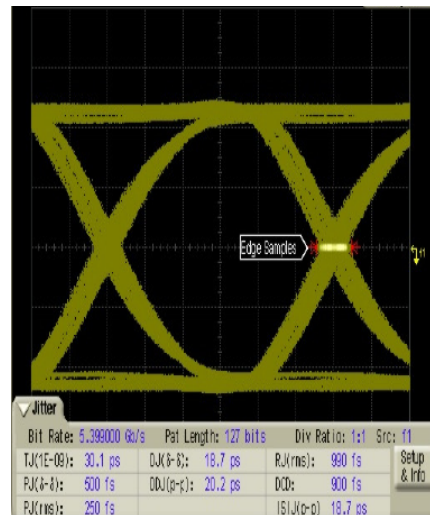 Edge Samples
f1
Jitter
Bit Rate: 5.399000 Gb/s Pat Length: 127 bits Div Ratio: 1:1 Src: f1
TJ(1E-09): 30.1 ps DJ(δ-δ): 18.7 ps RJ(rms): 990 fs Setup & Info
PJ(δ-δ): 500 fs DDJ(p-p): 20.2 ps DCD: 900 fs
PJ(rms): 250 fs ISIJ(p-p) 18.7 ps